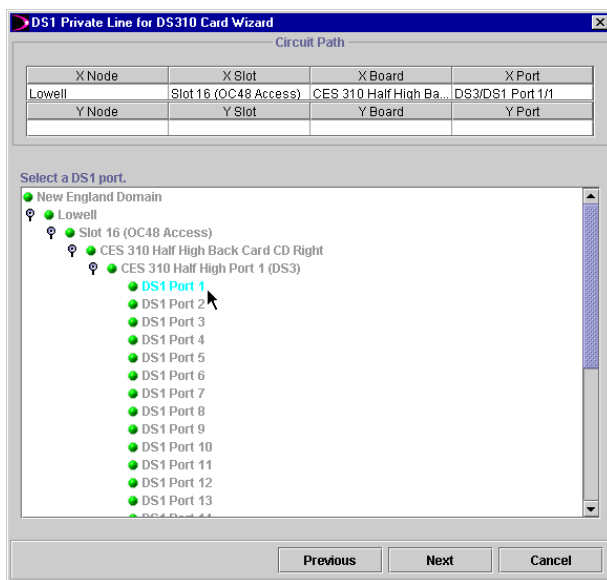 DS1 Private Line for DS310 Card Wizard
Circuit Path
X Node X Slot X Board X Port
Lowell Slot 16 (OC48 Access) CES 310 Half High Ba... DS3/DS1 Port 1/1
Y Node Y Slot Y Board Y Port
Select a DS1 port.
New England Domain
Lowell
Slot 16 (OC48 Access)
CES 310 Half High Back Card CD Right
CES 310 Half High Port 1 (DS3)
DS1 Port 1
DS1 Port 2
DS1 Port 3
DS1 Port 4
DS1 Port 5
DS1 Port 6
DS1 Port 7
DS1 Port 8
DS1 Port 9
DS1 Port 10
DS1 Port 11
DS1 Port 12
DS1 Port 13
Previous Next Cancel